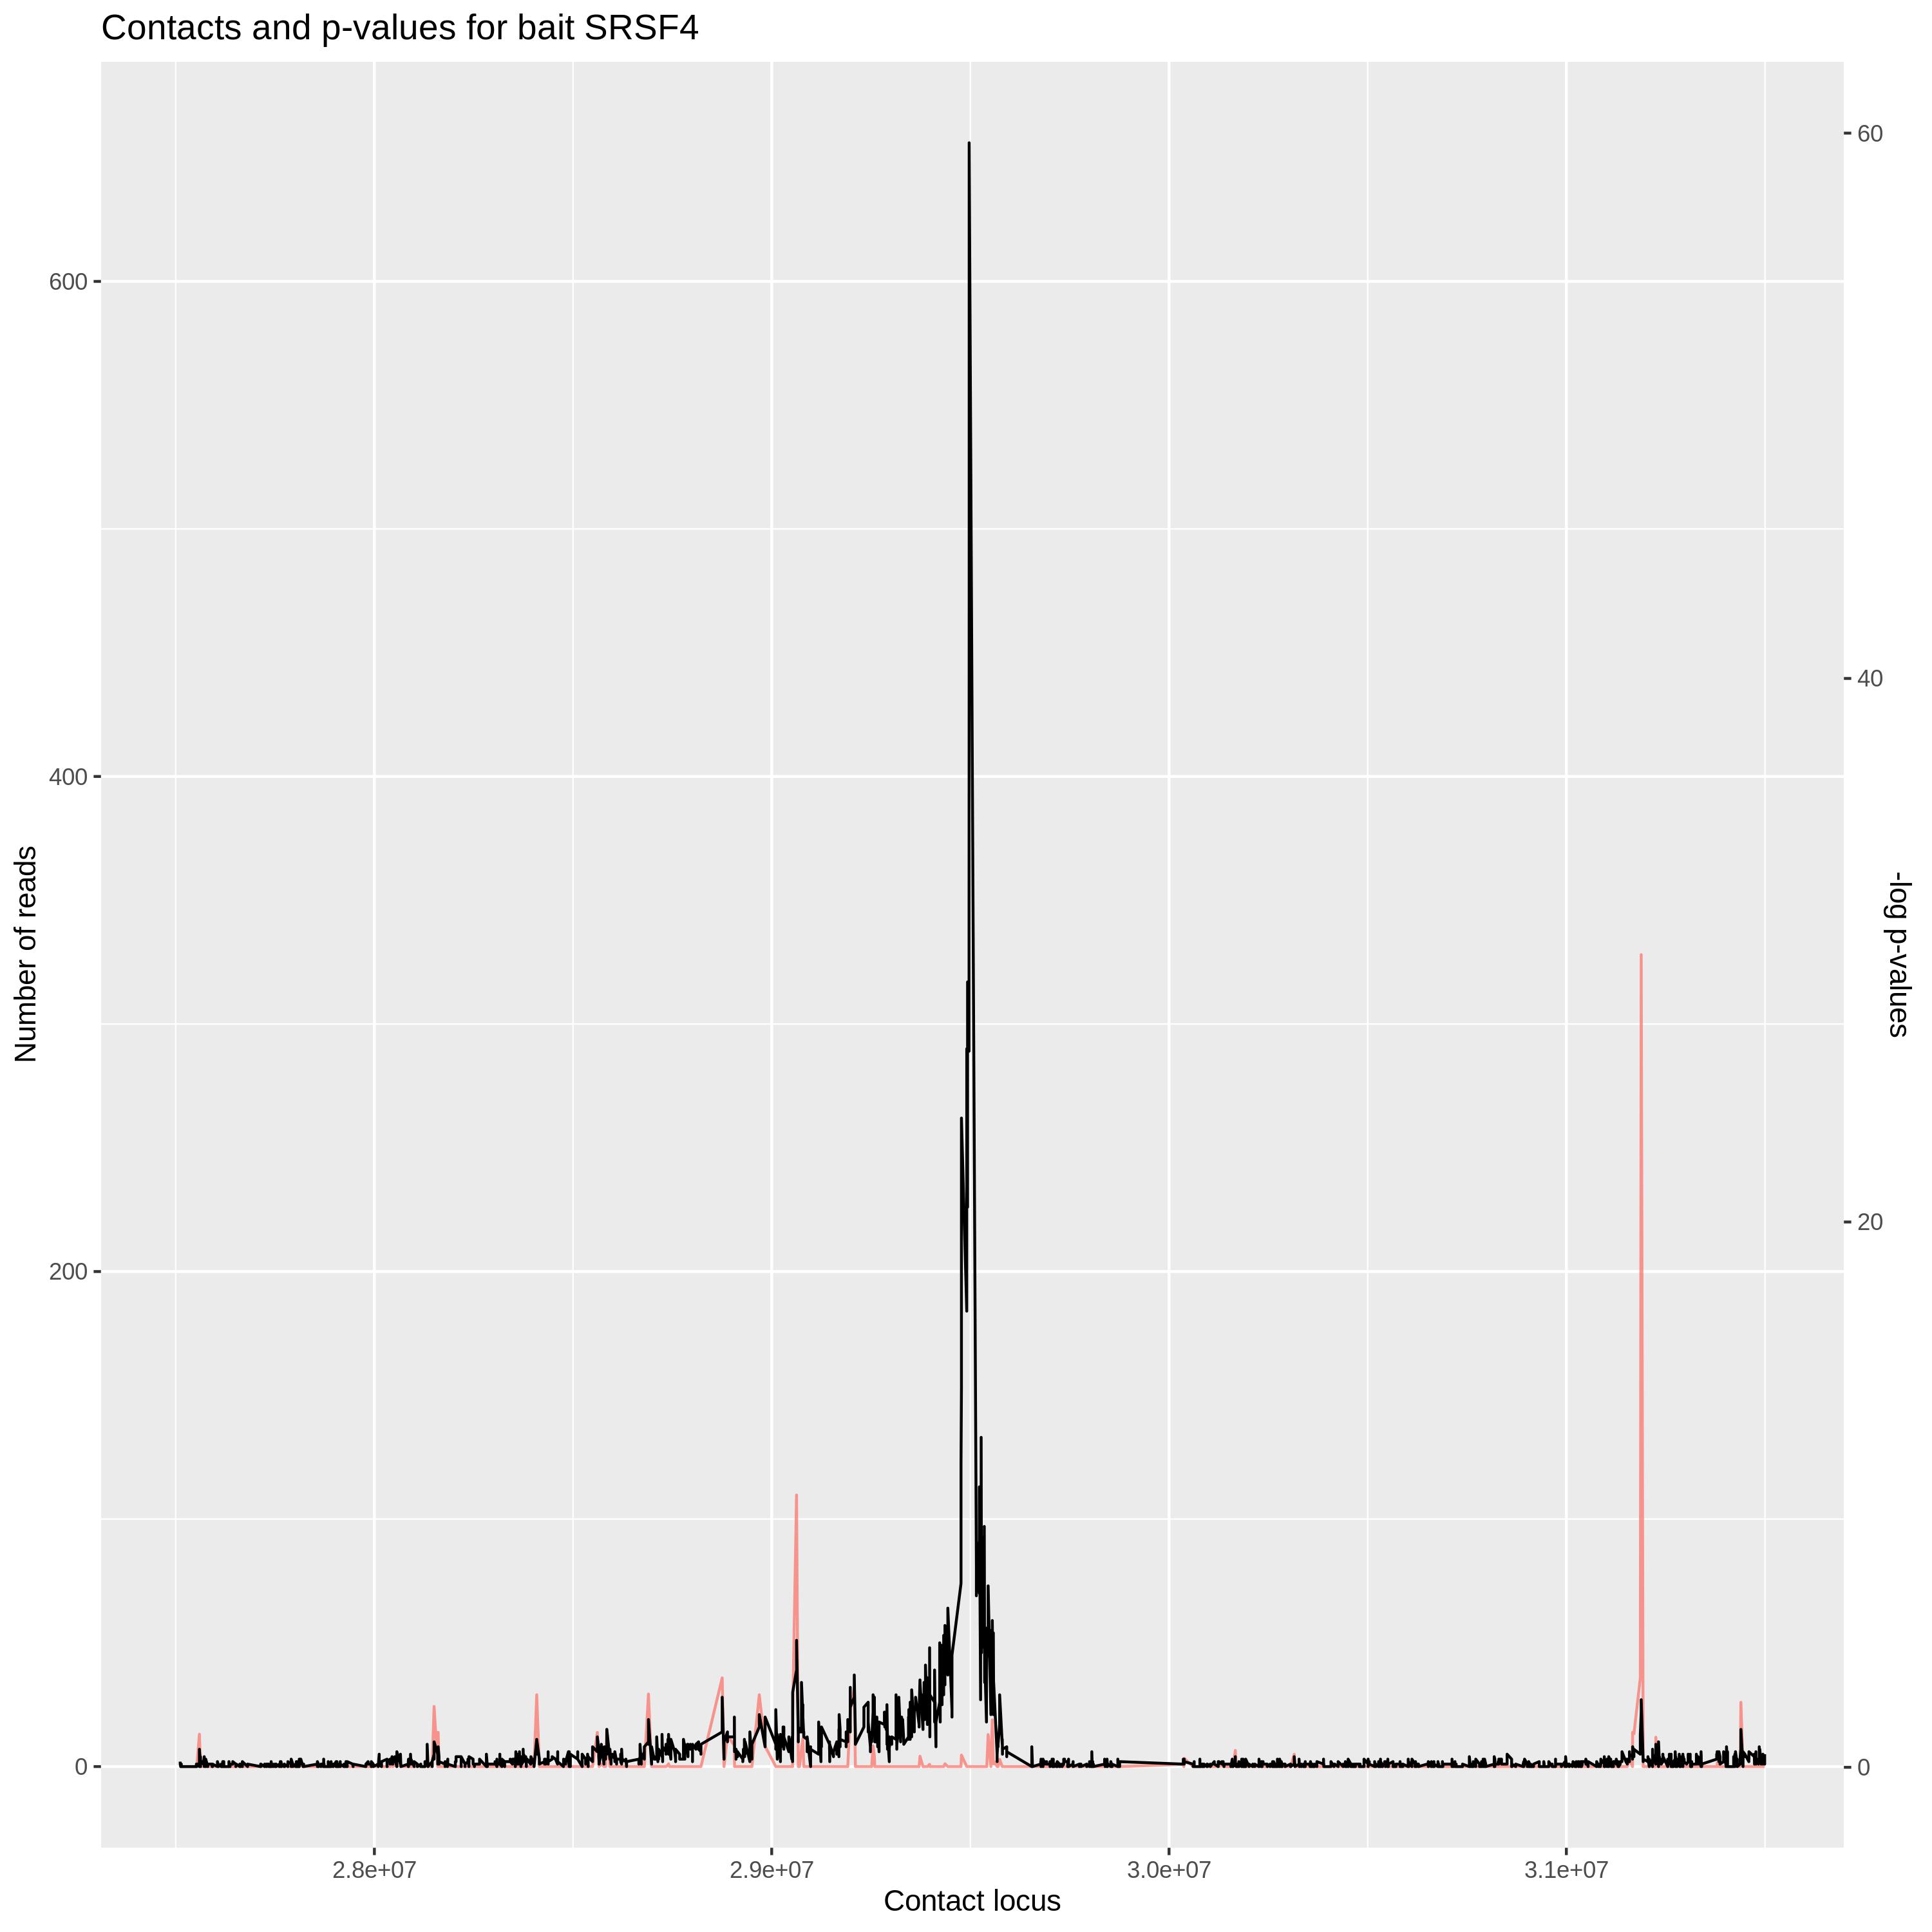 Contacts and p-values for bait SRSF4
600
400
200
0
Number of reads
60
40
20
0
-log p-values
2.8e+07
2.9e+07
3.0e+07
3.1e+07
Contact locus